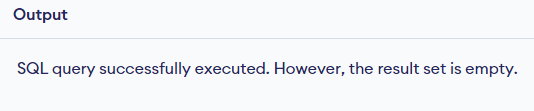 Output
SQL query successfully executed. However, the result set is empty.